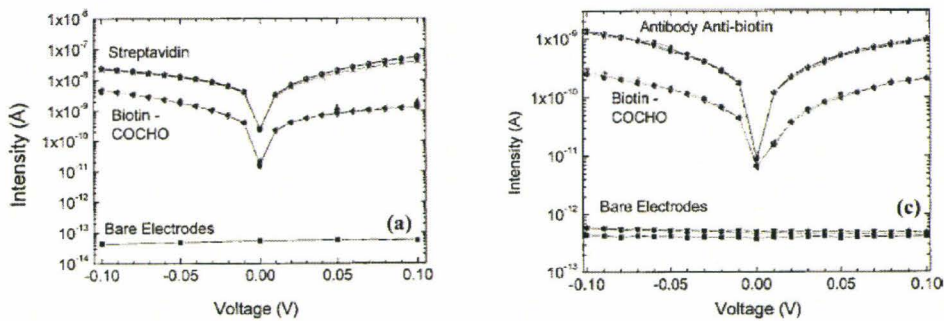 1x10⁻⁶
1x10⁻⁷
1x10⁻⁸
1x10⁻⁹
1x10⁻¹⁰
10⁻¹¹
10⁻¹²
10⁻¹³
10⁻¹⁴
Intensity (A)
Streptavidin
Biotin -
COCHO
Bare Electrodes
(a)
-0.10
-0.05
0.00
0.05
0.10
Voltage (V)
1x10⁻⁹
1x10⁻¹⁰
10⁻¹¹
10⁻¹²
10⁻¹³
Intensity (A)
Antibody Anti-biotin
Biotin -
COCHO
Bare Electrodes
(c)
-0.10
-0.05
0.00
0.05
0.10
Voltage (V)